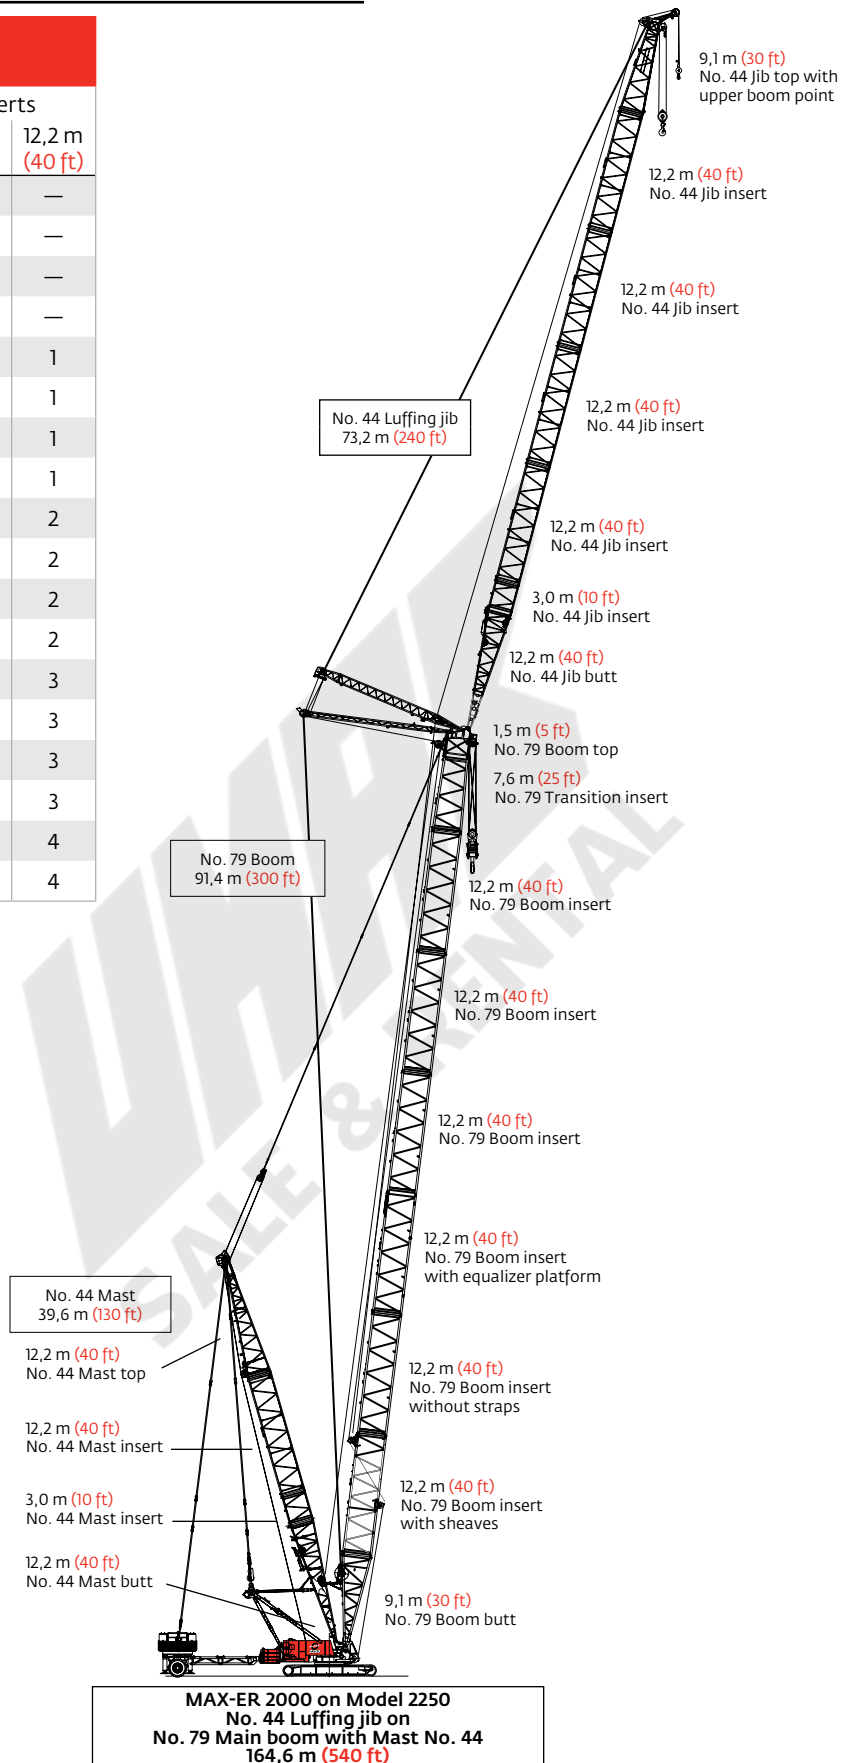 erts
12,2 m
(40 ft)
—
—
—
—
1
1
1
1
2
2
2
2
3
3
3
3
4
4
9,1 m (30 ft)
No. 44 Jib top with
upper boom point
12,2 m (40 ft)
No. 44 Jib insert
12,2 m (40 ft)
No. 44 Jib insert
12,2 m (40 ft)
No. 44 Jib insert
No. 44 Luffing jib
73,2 m (240 ft)
12,2 m (40 ft)
No. 44 Jib insert
3,0 m (10 ft)
No. 44 Jib insert
12,2 m (40 ft)
No. 44 Jib butt
1,5 m (5 ft)
No. 79 Boom top
7,6 m (25 ft)
No. 79 Transition insert
No. 79 Boom
91,4 m (300 ft)
12,2 m (40 ft)
No. 79 Boom insert
12,2 m (40 ft)
No. 79 Boom insert
12,2 m (40 ft)
No. 79 Boom insert
12,2 m (40 ft)
No. 79 Boom insert
with equalizer platform
No. 44 Mast
39,6 m (130 ft)
12,2 m (40 ft)
No. 44 Mast top
12,2 m (40 ft)
No. 79 Boom insert
without straps
12,2 m (40 ft)
No. 44 Mast insert
12,2 m (40 ft)
No. 79 Boom insert
with sheaves
3,0 m (10 ft)
No. 44 Mast insert
12,2 m (40 ft)
No. 44 Mast butt
9,1 m (30 ft)
No. 79 Boom butt
MAX-ER 2000 on Model 2250
No. 44 Luffing jib on
No. 79 Main boom with Mast No. 44
164,6 m (540 ft)
SALE & RENTAL